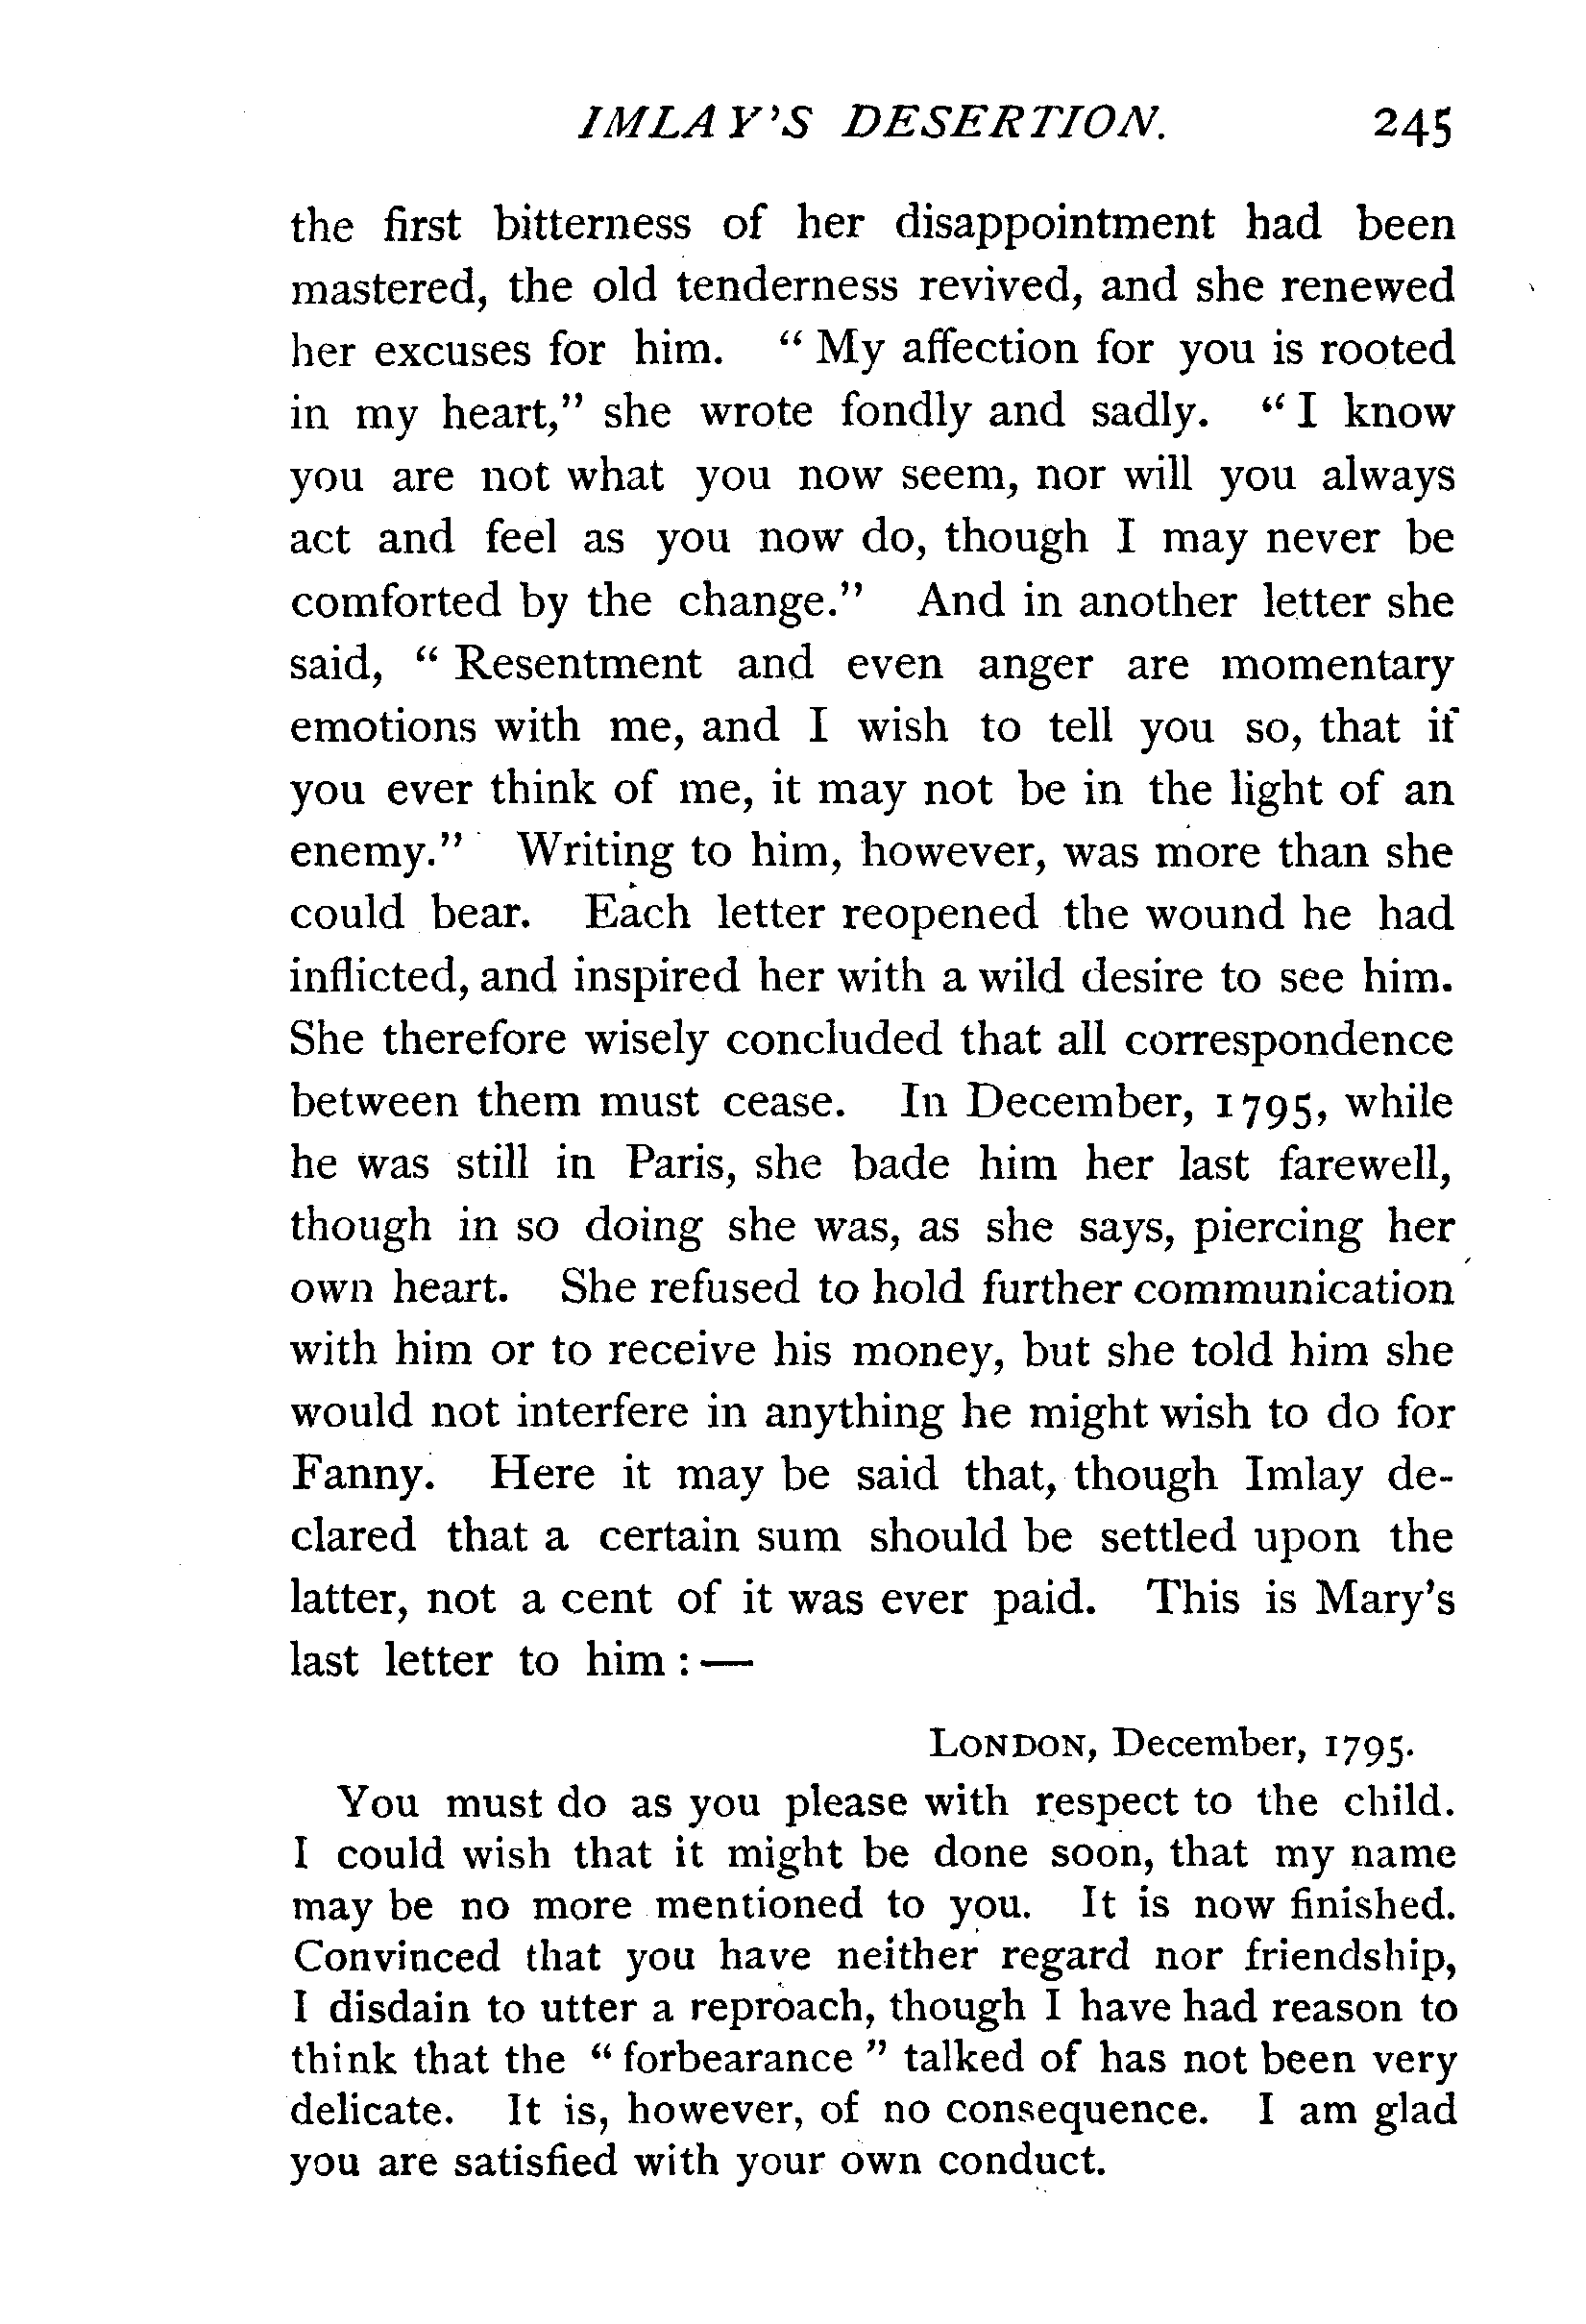 IMLAY'S DESERTION. 245
the first bitterness of her disappointment had been
mastered, the old tenderness revived, and she renewed
her excuses for him. " My affection for you is rooted
in my heart," she wrote fondly and sadly. " I know
you are not what you now seem, nor will you always
act and feel as you now do, though I may never be
comforted by the change." And in another letter she
said, " Resentment and even anger are momentary
emotions with me, and I wish to tell you so, that if
you ever think of me, it may not be in the light of an
enemy." Writing to him, however, was more than she
could bear. Each letter reopened the wound he had
inflicted, and inspired her with a wild desire to see him.
She therefore wisely concluded that all correspondence
between them must cease. In December, 1795, while
he was still in Paris, she bade him her last farewell,
though in so doing she was, as she says, piercing her
own heart. She refused to hold further communication
with him or to receive his money, but she told him she
would not interfere in anything he might wish to do for
Fanny. Here it may be said that, though Imlay de-
clared that a certain sum should be settled upon the
latter, not a cent of it was ever paid. This is Mary's
last letter to him : —
LONDON, December, 1795.
You must do as you please with respect to the child.
I could wish that it might be done soon, that my name
may be no more mentioned to you. It is now finished.
Convinced that you have neither regard nor friendship,
I disdain to utter a reproach, though I have had reason to
think that the " forbearance " talked of has not been very
delicate. It is, however, of no consequence. I am glad
you are satisfied with your own conduct.